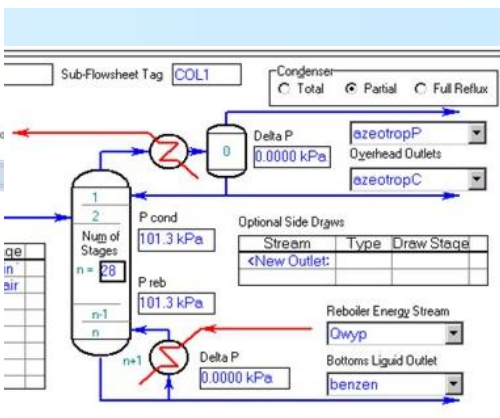 Sub-Flowsheet Tag COL1
Condenser
Total Partial Full Reflux
0
Delta P
0.0000 kPa
azeotropP
Overhead Outlets
azeotropC
1
2
Num of
Stages
n = 28
n-1
n
n+1
P cond
101.3 kPa
P reb
101.3 kPa
Optional Side Draws
Stream Type Draw Stage
<New Outlet:
Reboiler Energy Stream
Qwyp
Delta P
0.0000 kPa
Bottoms Liquid Outlet
benzen